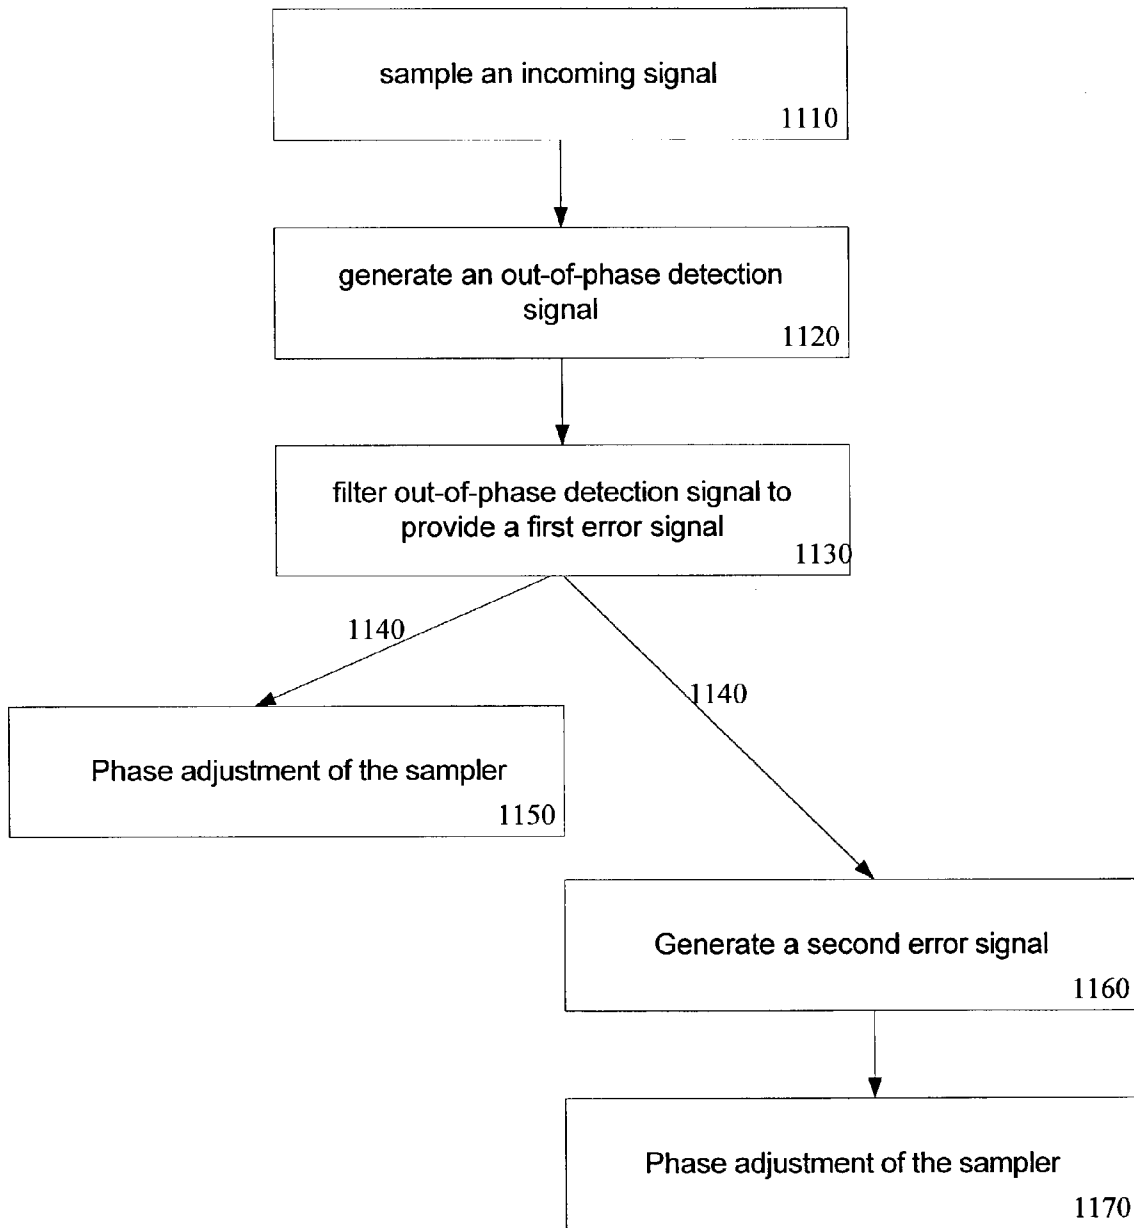 sample an incoming signal
1110
generate an out-of-phase detection
signal
1120
filter out-of-phase detection signal to
provide a first error signal
1130
1140
1140
Phase adjustment of the sampler
1150
Generate a second error signal
1160
Phase adjustment of the sampler
1170